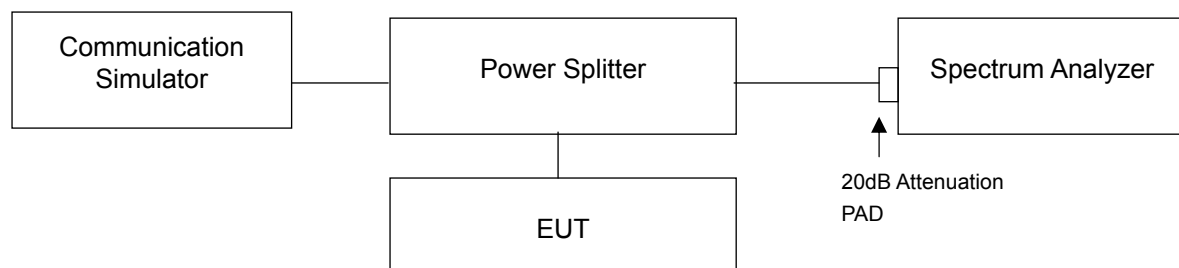 Communication
Simulator
Power Splitter
Spectrum Analyzer
20dB Attenuation
PAD
EUT